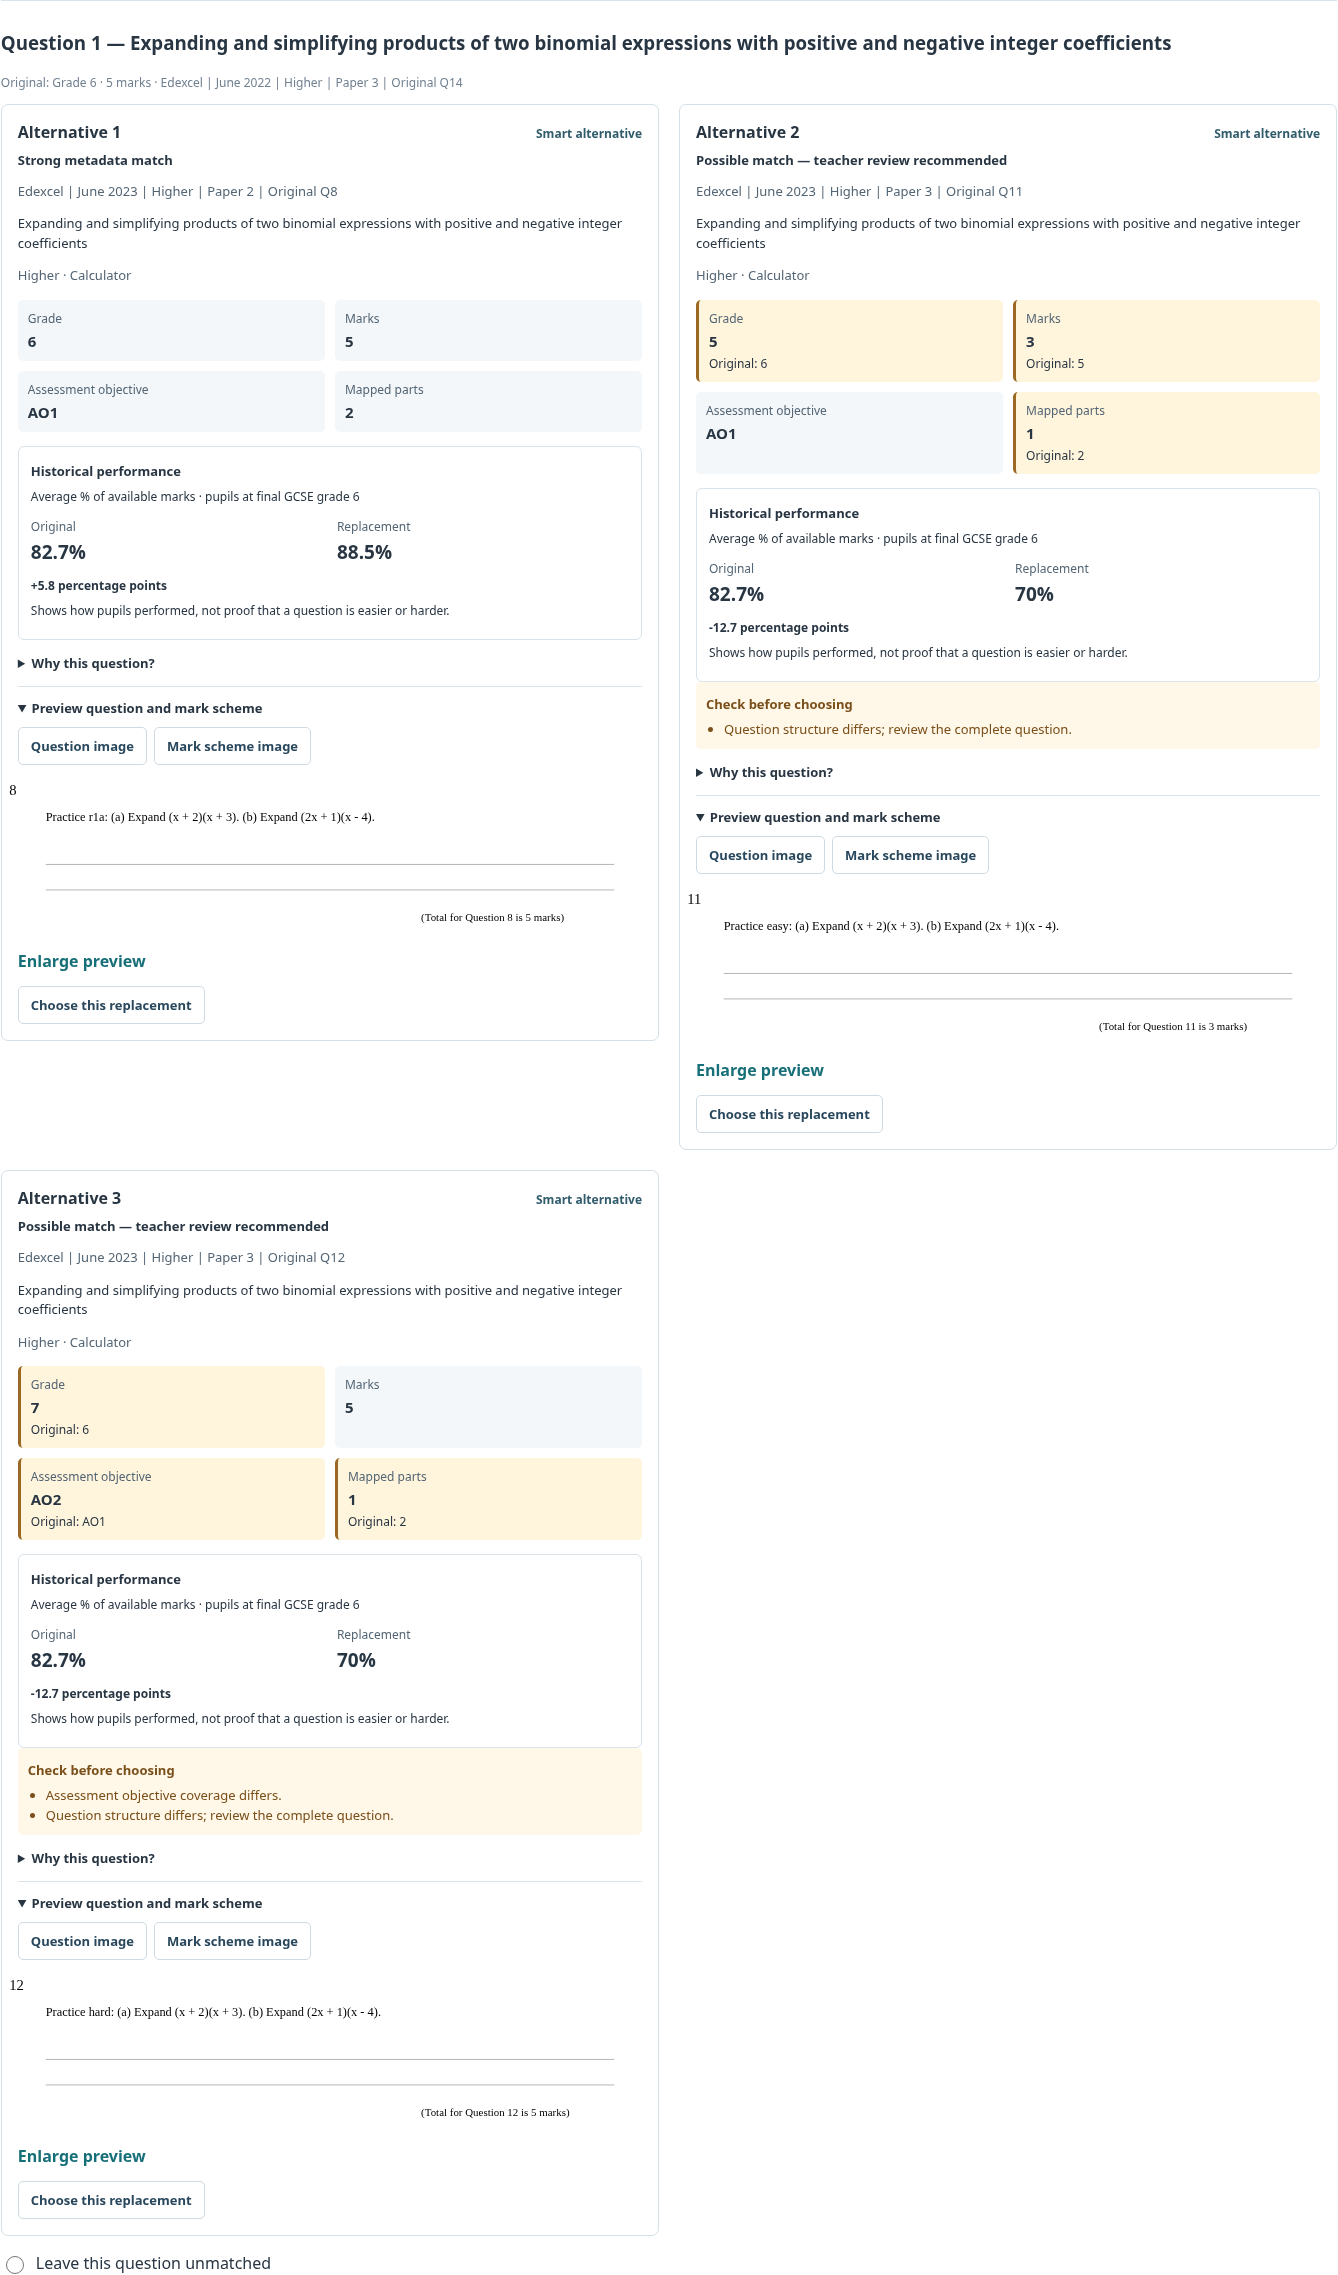 Question 1 — Expanding and simplifying products of two binomial expressions with positive and negative integer coefficients
Original: Grade 6 · 5 marks · Edexcel | June 2022 | Higher | Paper 3 | Original Q14
Alternative 1
Smart alternative
Strong metadata match
Edexcel | June 2023 | Higher | Paper 2 | Original Q8
Expanding and simplifying products of two binomial expressions with positive and negative integer
coefficients
Higher · Calculator
Grade
6
Marks
5
Assessment objective
AO1
Mapped parts
2
Historical performance
Average % of available marks · pupils at final GCSE grade 6
Original
82.7%
Replacement
88.5%
+5.8 percentage points
Shows how pupils performed, not proof that a question is easier or harder.
Why this question?
Preview question and mark scheme
Question image
Mark scheme image
8
Practice r1a: (a) Expand (x + 2)(x + 3). (b) Expand (2x + 1)(x - 4).
(Total for Question 8 is 5 marks)
Enlarge preview
Choose this replacement
Alternative 2
Smart alternative
Possible match — teacher review recommended
Edexcel | June 2023 | Higher | Paper 3 | Original Q11
Expanding and simplifying products of two binomial expressions with positive and negative integer
coefficients
Higher · Calculator
Grade
5
Original: 6
Marks
3
Original: 5
Assessment objective
AO1
Mapped parts
1
Original: 2
Historical performance
Average % of available marks · pupils at final GCSE grade 6
Original
82.7%
Replacement
70%
-12.7 percentage points
Shows how pupils performed, not proof that a question is easier or harder.
Check before choosing
Question structure differs; review the complete question.
Why this question?
Preview question and mark scheme
Question image
Mark scheme image
11
Practice easy: (a) Expand (x + 2)(x + 3). (b) Expand (2x + 1)(x - 4).
(Total for Question 11 is 3 marks)
Enlarge preview
Choose this replacement
Alternative 3
Smart alternative
Possible match — teacher review recommended
Edexcel | June 2023 | Higher | Paper 3 | Original Q12
Expanding and simplifying products of two binomial expressions with positive and negative integer
coefficients
Higher · Calculator
Grade
7
Original: 6
Marks
5
Assessment objective
AO2
Original: AO1
Mapped parts
1
Original: 2
Historical performance
Average % of available marks · pupils at final GCSE grade 6
Original
82.7%
Replacement
70%
-12.7 percentage points
Shows how pupils performed, not proof that a question is easier or harder.
Check before choosing
Assessment objective coverage differs.
Question structure differs; review the complete question.
Why this question?
Preview question and mark scheme
Question image
Mark scheme image
12
Practice hard: (a) Expand (x + 2)(x + 3). (b) Expand (2x + 1)(x - 4).
(Total for Question 12 is 5 marks)
Enlarge preview
Choose this replacement
Leave this question unmatched